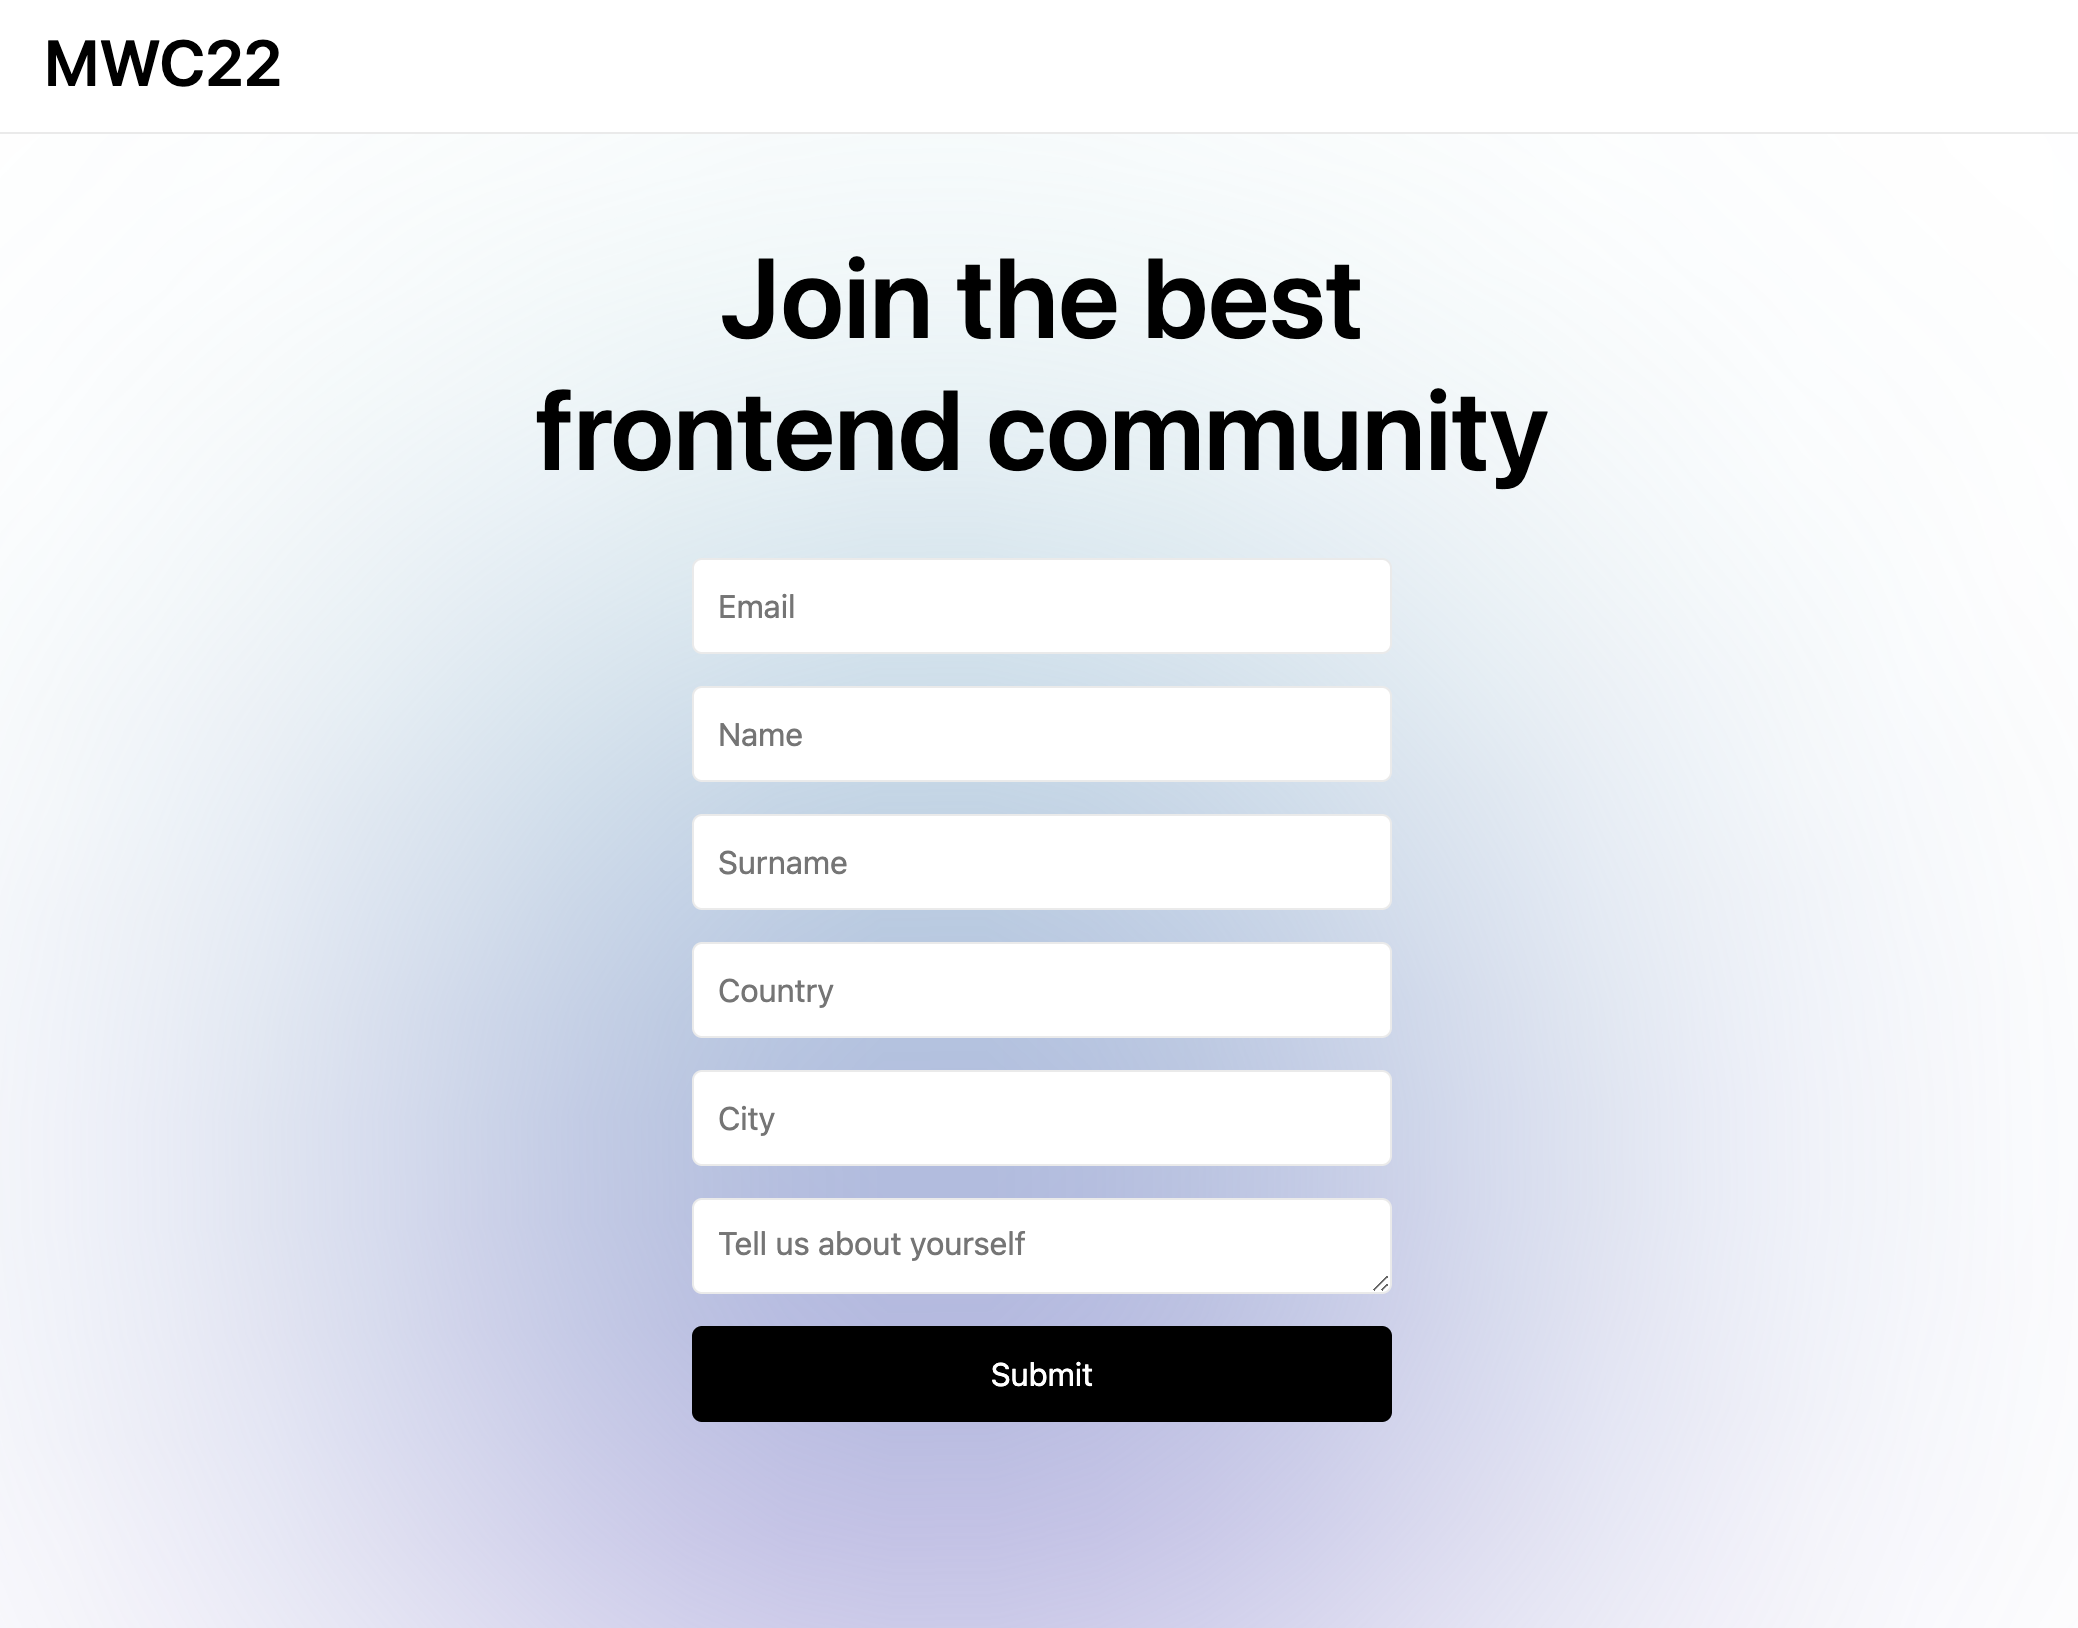 MWC22
Join the best
frontend community
Email
Name
Surname
Country
City
Tell us about yourself
Submit